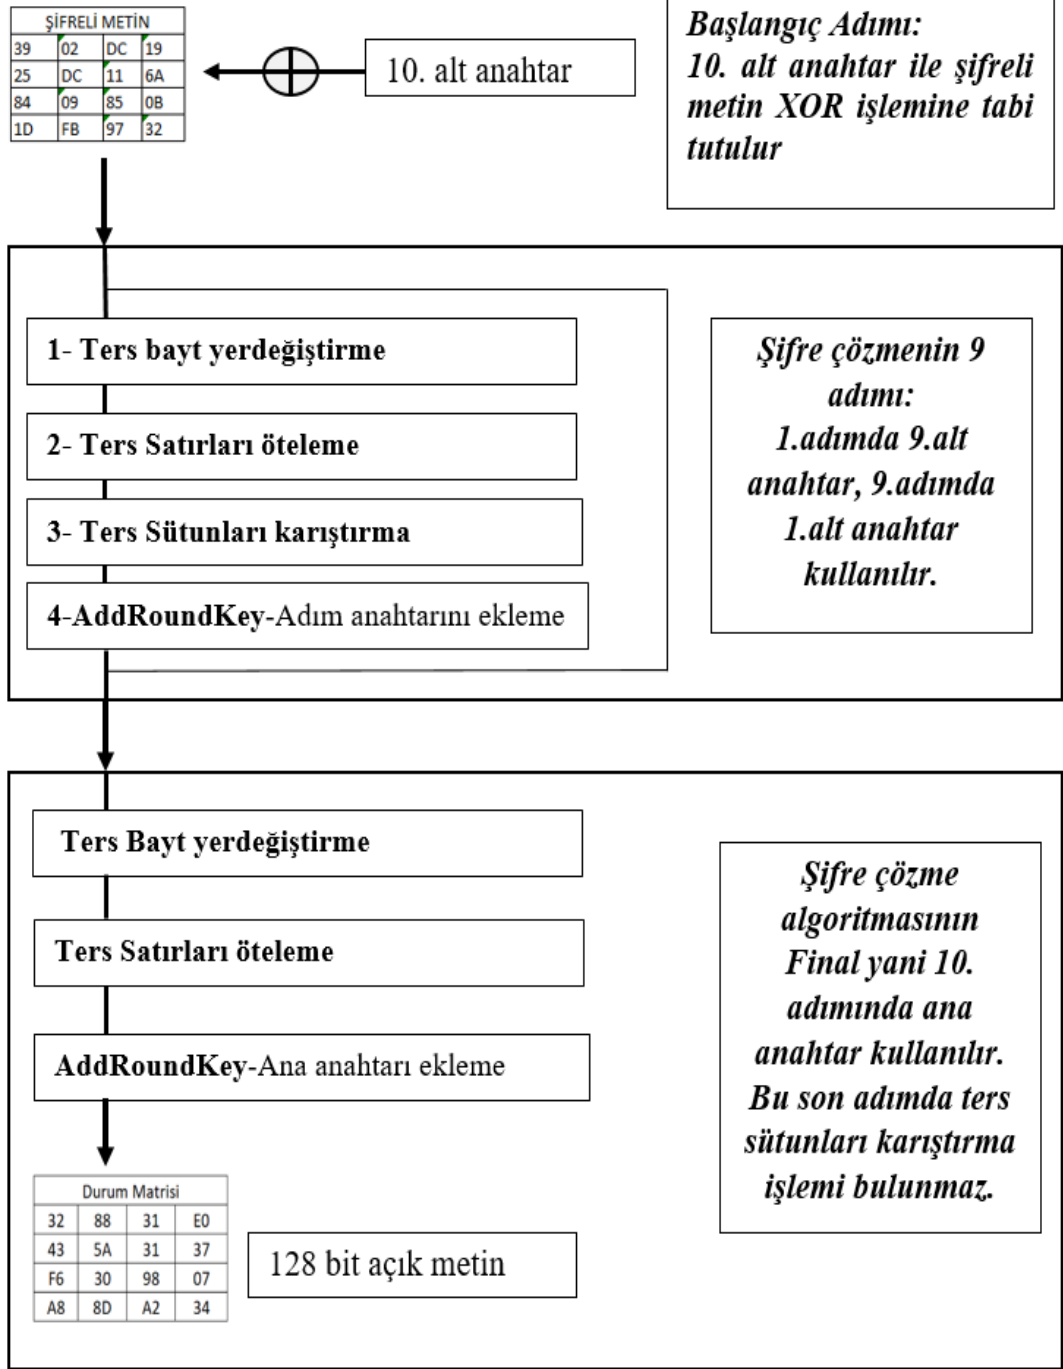 ŞİFRELİ METİN
39 02 DC 19
25 DC 11 6A
84 09 85 0B
1D FB 97 32
10. alt anahtar
Başlangıç Adımı:
10. alt anahtar ile şifreli
metin XOR işlemine tabi
tutulur
1- Ters bayt yerdeğiştirme
2- Ters Satırları öteleme
3- Ters Sütunları karıştırma
4-AddRoundKey-Adım anahtarını ekleme
Şifre çözmenin 9
adımı:
1.adımda 9.alt
anahtar, 9.adımda
1.alt anahtar
kullanılır.
Ters Bayt yerdeğiştirme
Ters Satırları öteleme
AddRoundKey-Ana anahtarı ekleme
Şifre çözme
algoritmasının
Final yani 10.
adımında ana
anahtar kullanılır.
Bu son adımda ters
sütunları karıştırma
işlemi bulunmaz.
Durum Matrisi
32 88 31 E0
43 5A 31 37
F6 30 98 07
A8 8D A2 34
128 bit açık metin